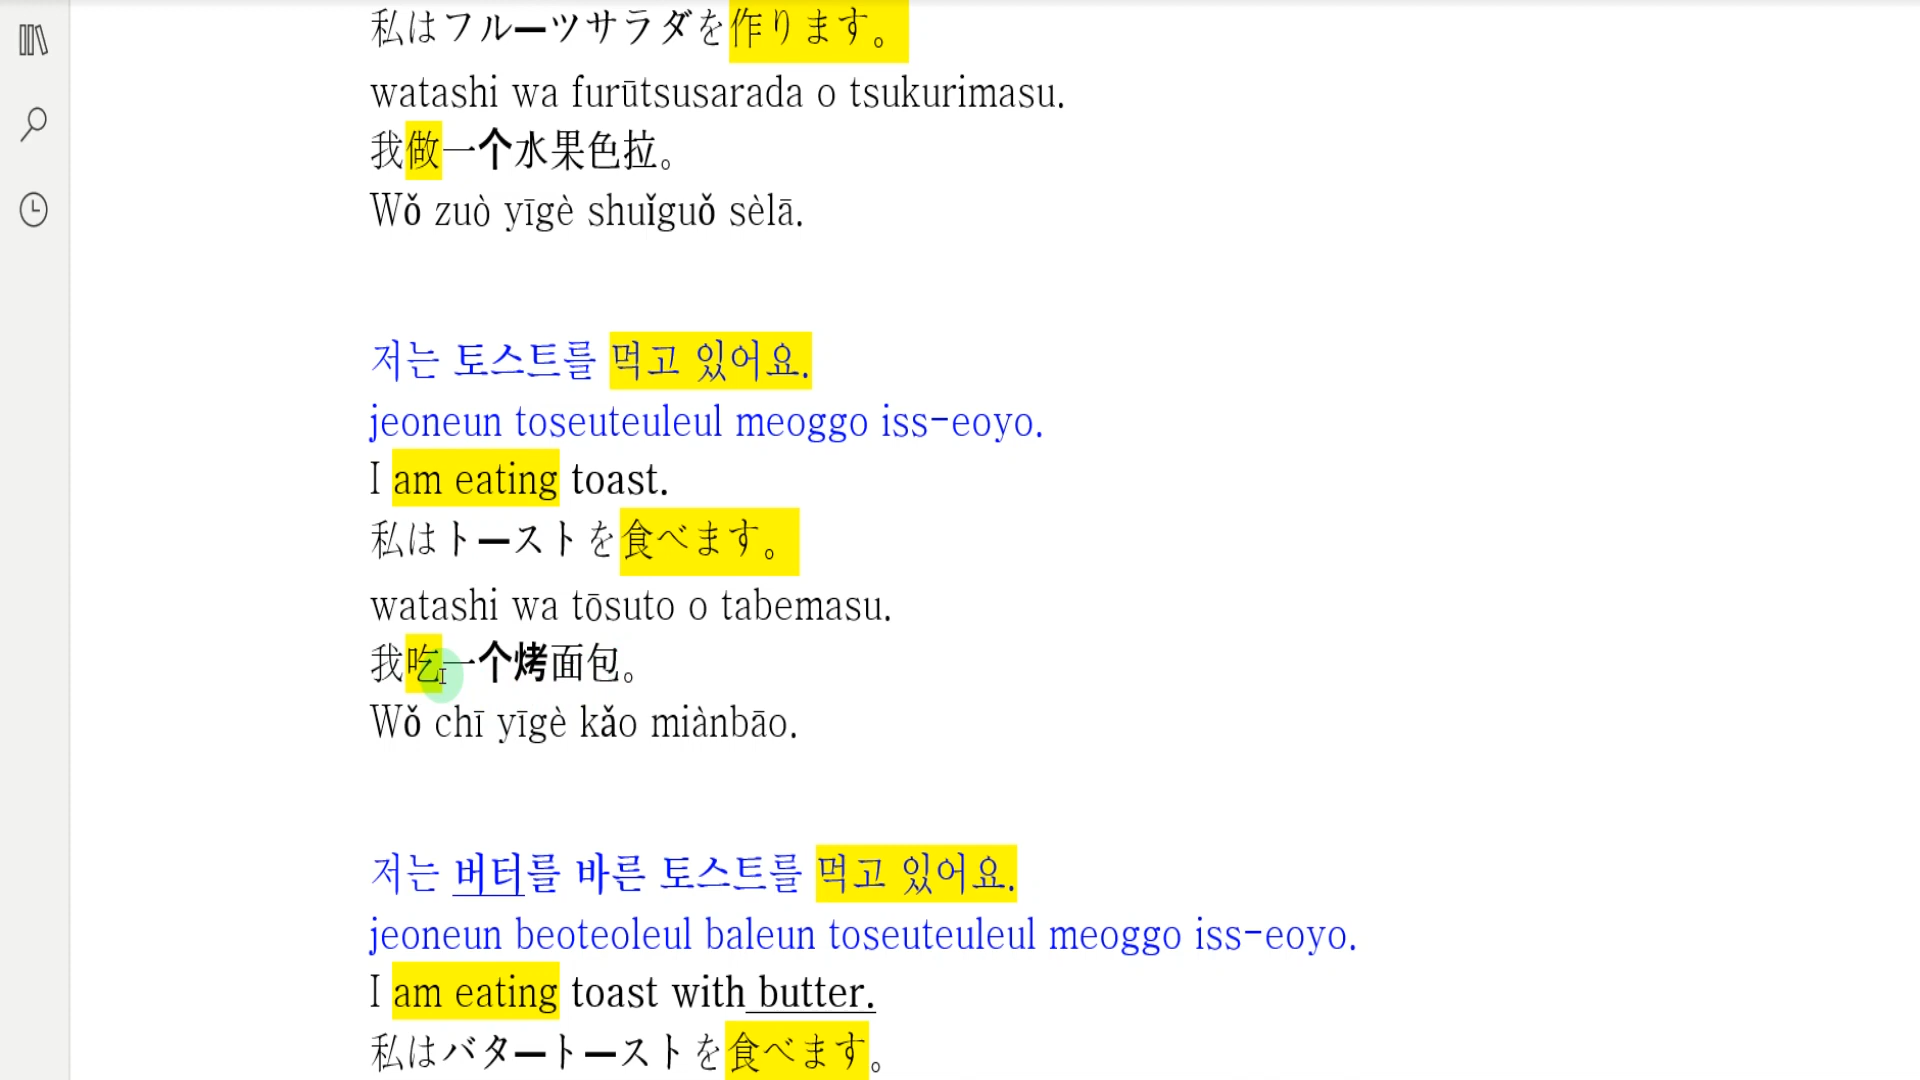 私はフルーツサラダを作ります。
watashi wa furūtsusarada o tsukurimasu.
我做一个水果色拉。
Wǒ zuò yīgè shuǐguǒ sèlā.
저는 토스트를 먹고 있어요.
jeoneun toseuteuleul meoggo iss-eoyo.
I am eating toast.
私はトーストを食べます。
watashi wa tōsuto o tabemasu.
我吃一个烤面包。
Wǒ chī yīgè kǎo miànbāo.
저는 버터를 바른 토스트를 먹고 있어요.
jeoneun beoteoleul baleun toseuteuleul meoggo iss-eoyo.
I am eating toast with butter.
私はバタートーストを食べます。